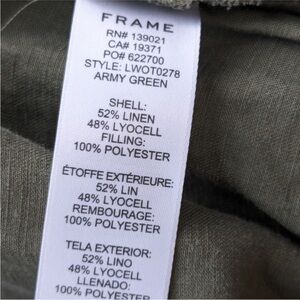 FRAME
RN# 139021
CA# 19371
PO# 622700
STYLE: LWOT0278
ARMY GREEN
SHELL:
52% LINEN
48% LYOCELL
FILLING:
100% POLYESTER
ÉTOFFE EXTÉRIEURE:
52% LIN
48% LYOCELL
REMBOURAGE:
100% POLYESTER
TELA EXTERIOR:
52% LINO
48% LYOCELL
LLENADO:
100% POLYESTER